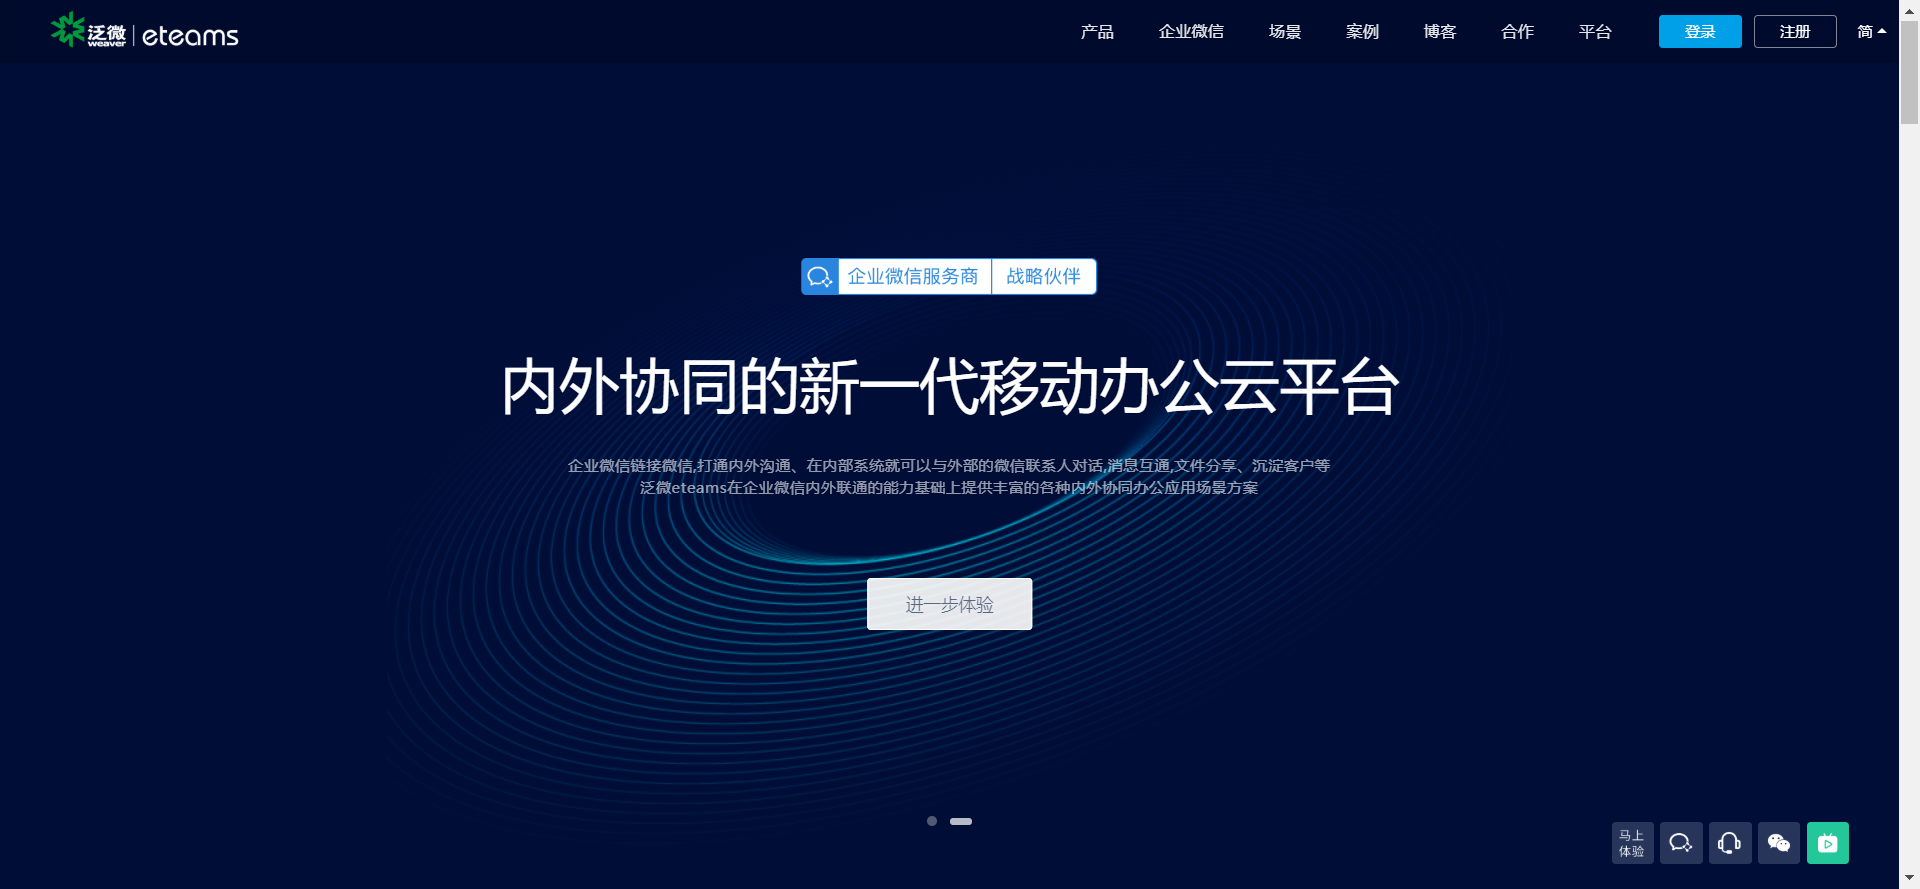 泛微 weaver | eteams
产品 企业微信 场景 案例 博客 合作 平台 登录 注册 简
企业微信服务商 战略伙伴
内外协同的新一代移动办公云平台
企业微信链接微信,打通内外沟通、在内部系统就可以与外部的微信联系人对话,消息互通,文件分享、沉淀客户等
泛微eteams在企业微信内外联通的能力基础上提供丰富的各种内外协同办公应用场景方案
进一步体验
马上
体验